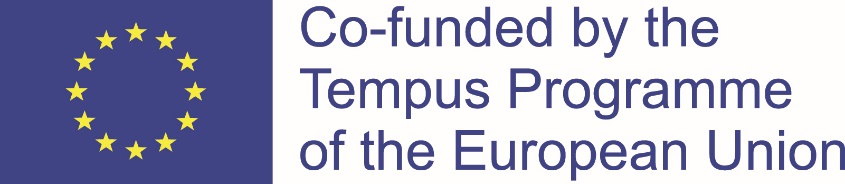 Co-funded by the
Tempus Programme
of the European Union